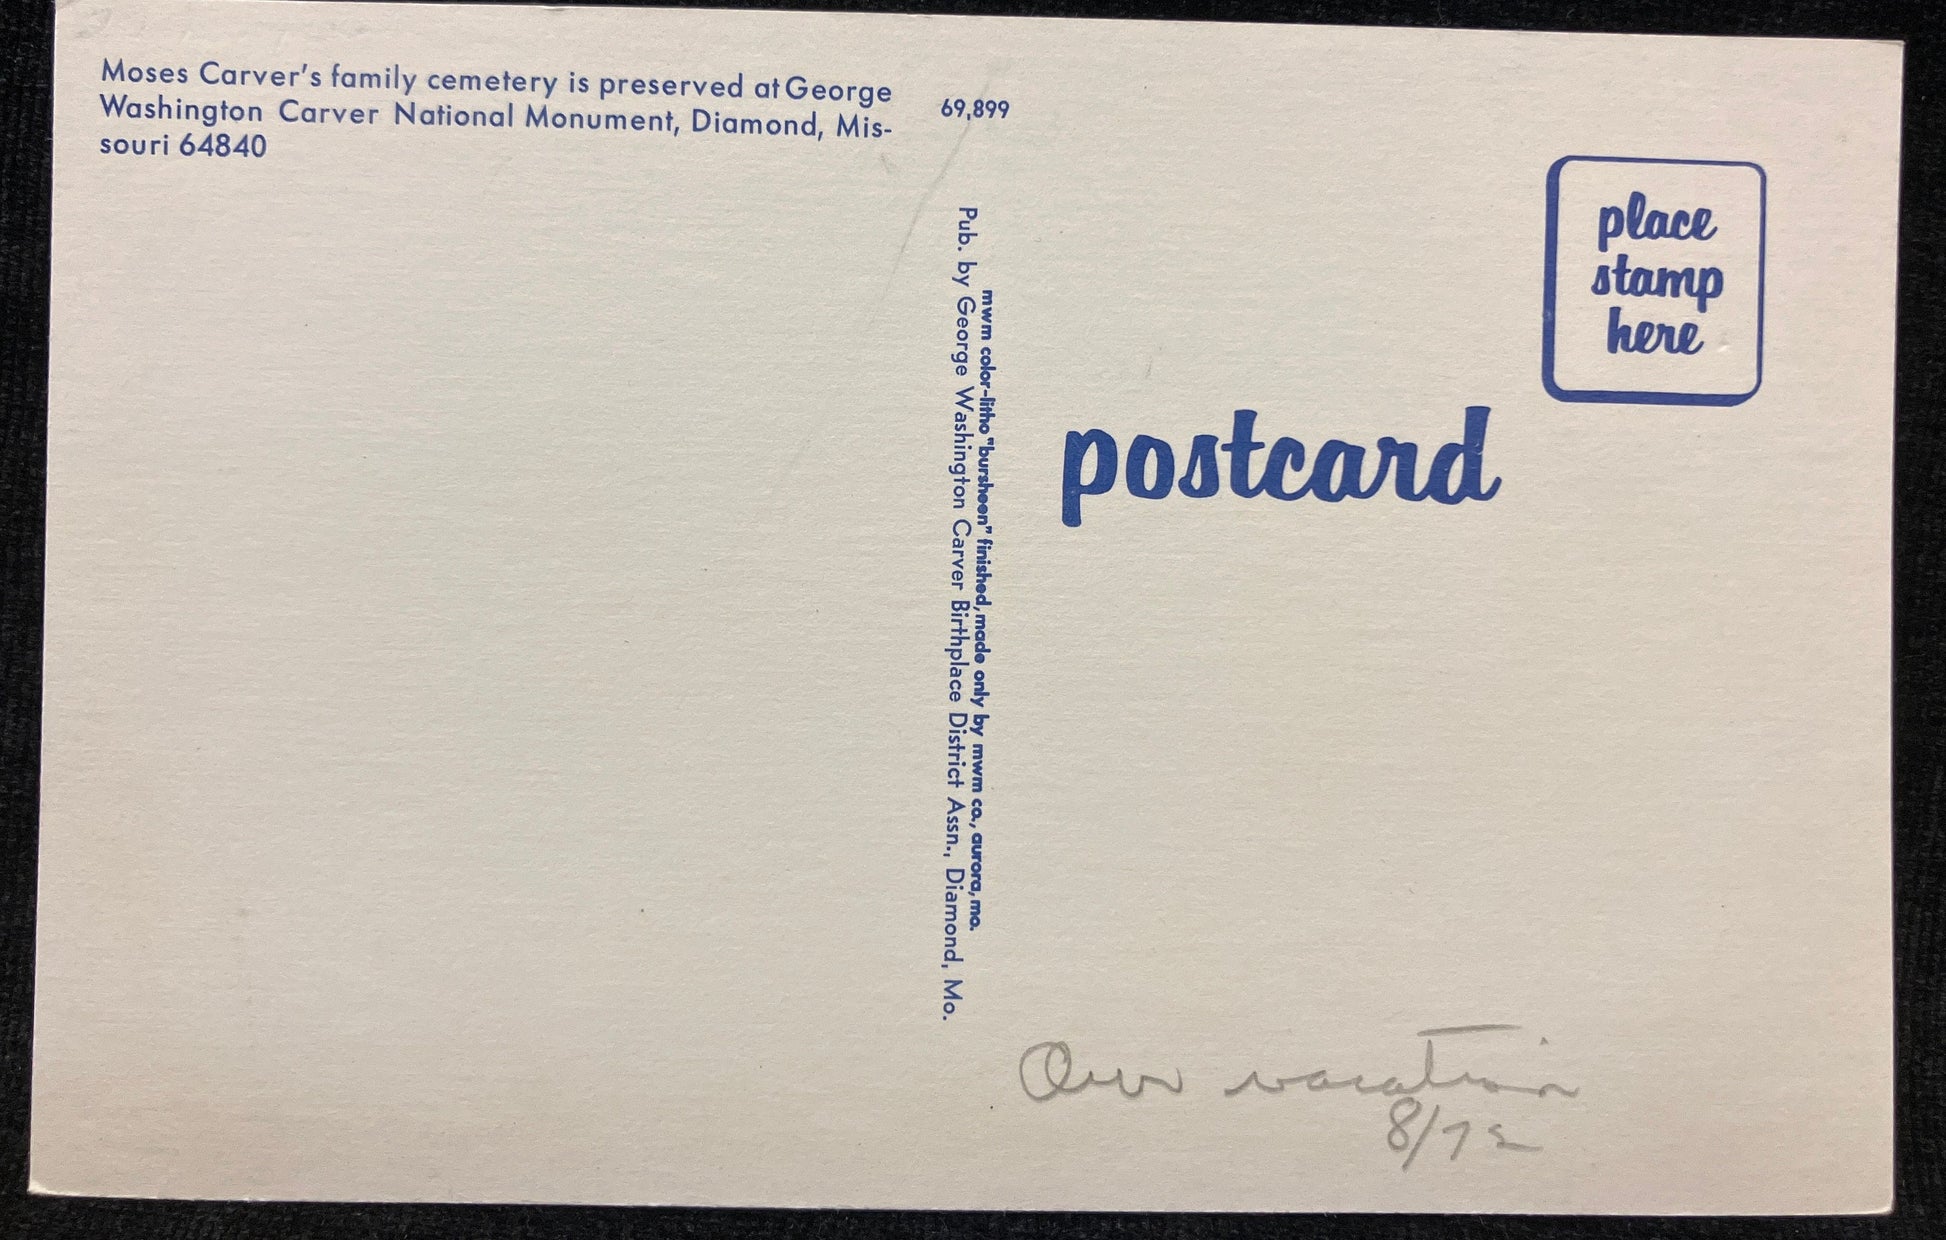 Moses Carver's family cemetery is preserved at George
Washington Carver National Monument, Diamond, Mis-
souri 64840
69,899
Pub. by George Washington Carver Birthplace District Assn., Diamond, Mo.
mwm color-litho "bursheen" finished, made only by mwm co., aurora, mo.
place
stamp
here
postcard
Our vacation
8/72